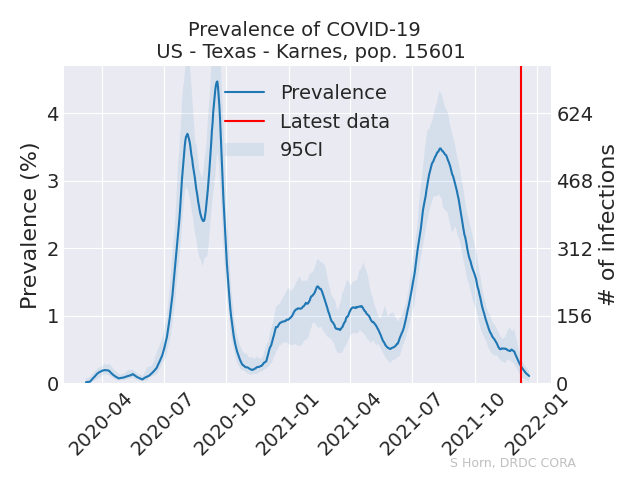 Prevalence of COVID-19
US - Texas - Karnes, pop. 15601
Prevalence
Latest data
95CI
Prevalence (%)
4
3
2
1
0
624
468
312
156
0
# of infections
2020-04
2020-07
2020-10
2021-01
2021-04
2021-07
2021-10
2022-01
S Horn, DRDC CORA